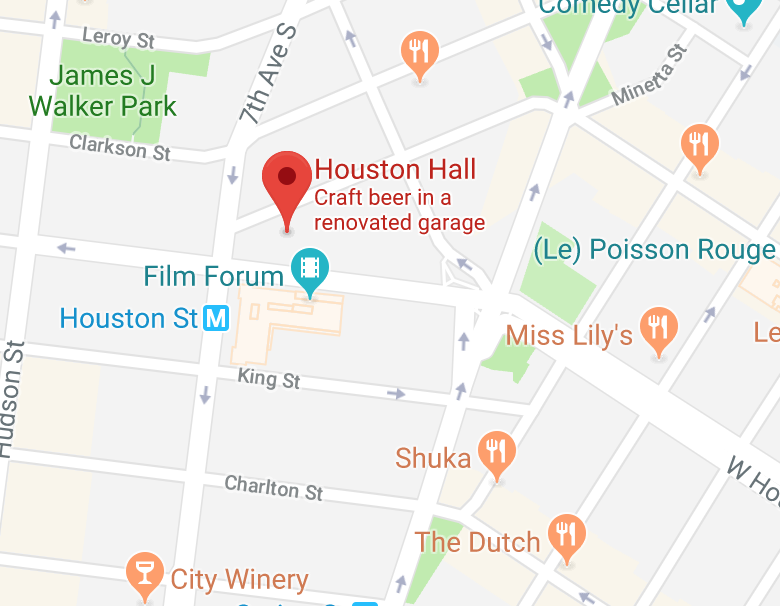 Comedy Cellar
Leroy St
7th Ave S
James J
Walker Park
Minetta St
Clarkson St
Houston Hall
Craft beer in a
renovated garage
(Le) Poisson Rouge
Film Forum
Houston St M
Miss Lily's
Le
Hudson St
King St
Shuka
W Hou
Charlton St
The Dutch
City Winery